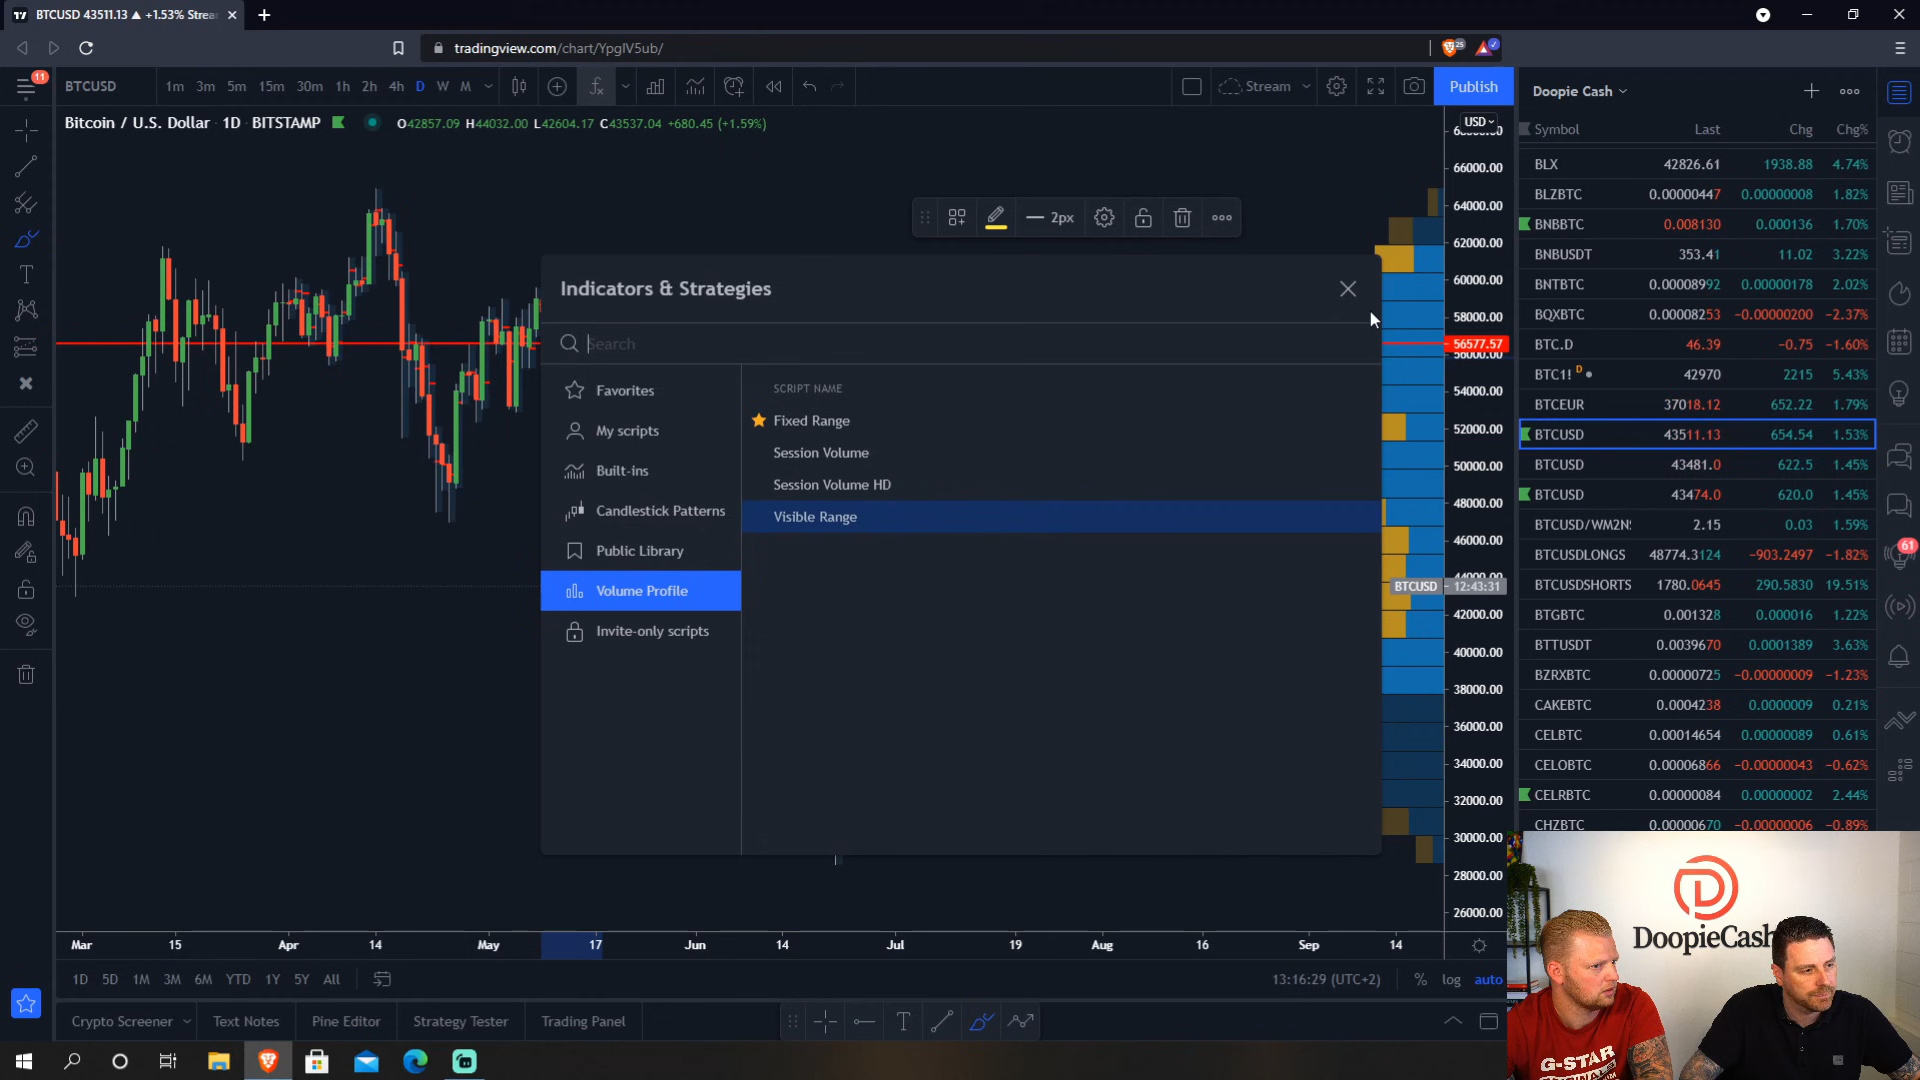 BTCUSD 43511.13 ▲ +1.53% Strea
tradingview.com/chart/YpgIV5ub/
25
11
BTCUSD 1m 3m 5m 15m 30m 1h 2h 4h D W M
Stream
Publish
Doopie Cash
Bitcoin / U.S. Dollar 1D BITSTAMP
O42857.09 H44032.00 L42604.17 C43537.04 +680.45 (+1.59%)
USD
Symbol Last Chg Chg%
BLX 42826.61 1938.88 4.74%
BLZBTC 0.00000447 0.00000008 1.82%
BNBBTC 0.008130 0.000136 1.70%
BNBUSDT 353.41 11.02 3.22%
BNTBTC 0.00008992 0.00000178 2.02%
BQXBTC 0.00008253 −0.00000200 −2.37%
BTC.D 46.39 −0.75 −1.60%
BTC1! D 42970 2215 5.43%
BTCEUR 37018.12 652.22 1.79%
BTCUSD 43511.13 654.54 1.53%
BTCUSD 43481.0 622.5 1.45%
BTCUSD 43474.0 620.0 1.45%
BTCUSD/WM2N: 2.15 0.03 1.59%
BTCUSDLONGS 48774.3124 −903.2497 −1.82%
BTCUSDSHORTS 1780.0645 290.5830 19.51%
BTGBTC 0.001328 0.000016 1.22%
BTTUSDT 0.0039670 0.0001389 3.63%
BZRXBTC 0.00000725 −0.00000009 −1.23%
CAKEBTC 0.0004238 0.0000009 0.21%
CELBTC 0.00014654 0.00000089 0.61%
CELOBTC 0.00006866 −0.00000043 −0.62%
CELRBTC 0.00000084 0.00000002 2.44%
CHZBTC 0.00000670 −0.00000006 −0.89%
61
2px
Indicators & Strategies
Search
Favorites
My scripts
Built-ins
Candlestick Patterns
Public Library
Volume Profile
Invite-only scripts
SCRIPT NAME
Fixed Range
Session Volume
Session Volume HD
Visible Range
66000.00
64000.00
62000.00
60000.00
58000.00
56577.57
56000.00
54000.00
52000.00
50000.00
48000.00
46000.00
44000.00
BTCUSD 12:43:31
42000.00
40000.00
38000.00
36000.00
34000.00
32000.00
30000.00
28000.00
26000.00
Mar 15 Apr 14 May 17 Jun 14 Jul 19 Aug 16 Sep 14
1D 5D 1M 3M 6M YTD 1Y 5Y All
13:16:29 (UTC+2) % log auto
Crypto Screener Text Notes Pine Editor Strategy Tester Trading Panel
DoopieCash
G-STAR